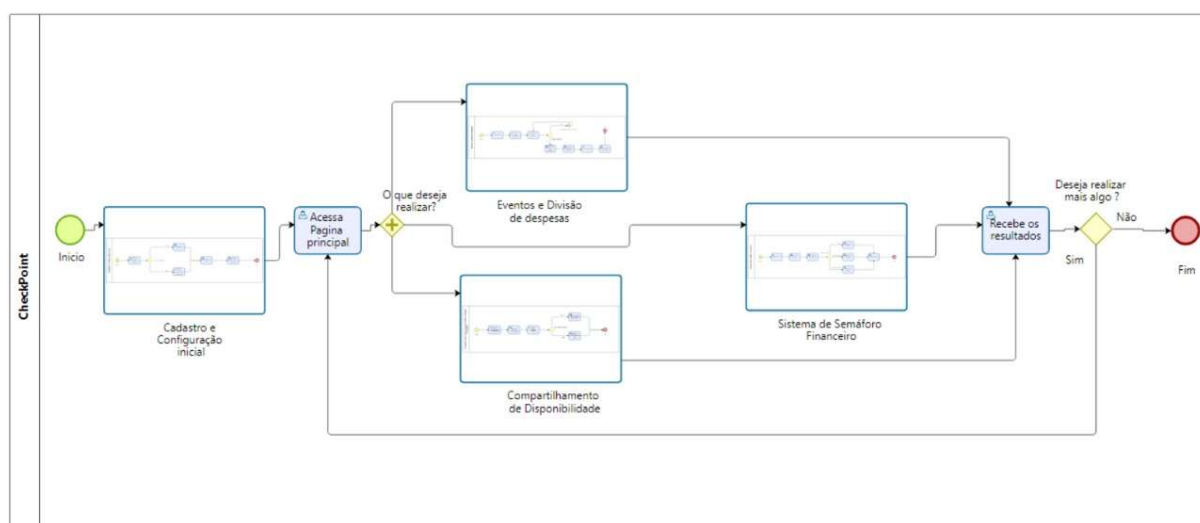 CheckPoint
Inicio
Cadastro e
Configuração
inicial
Acessa
Pagina
principal
O que deseja
realizar?
Eventos e Divisão
de despesas
Compartilhamento
de Disponibilidade
Sistema de Semáforo
Financeiro
Recebe os
resultados
Deseja realizar
mais algo ?
Não
Sim
Fim